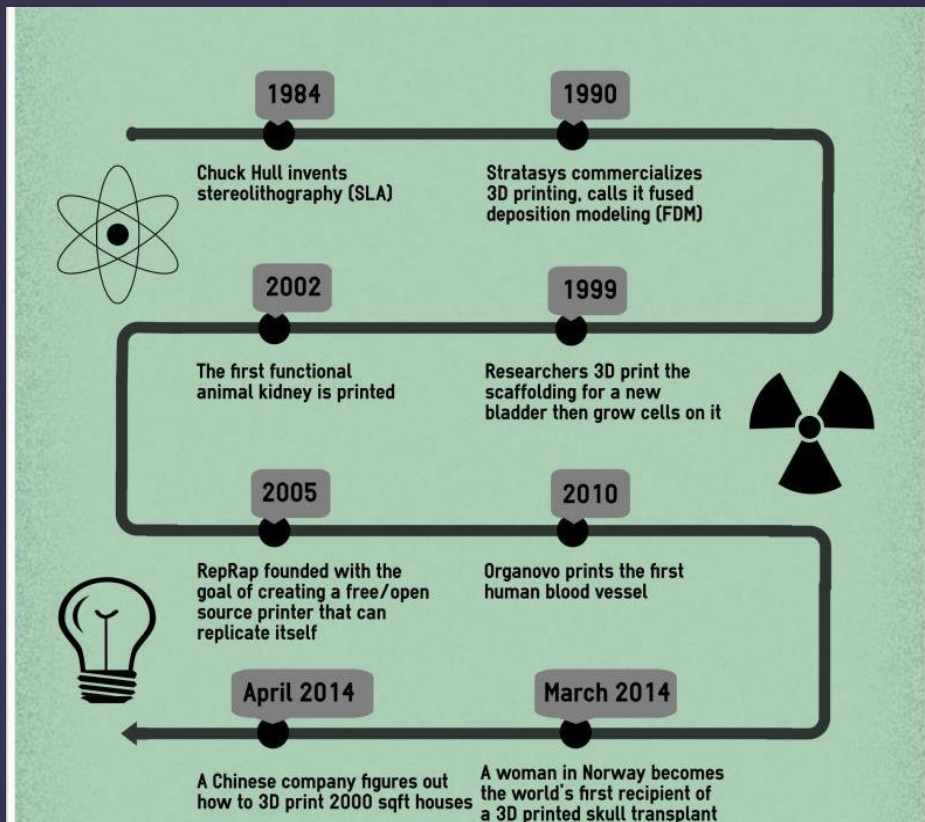 1984
Chuck Hull invents
stereolithography (SLA)
1990
Stratasys commercializes
3D printing, calls it fused
deposition modeling (FDM)
1999
Researchers 3D print the
scaffolding for a new
bladder then grow cells on it
2002
The first functional
animal kidney is printed
2005
RepRap founded with the
goal of creating a free/open
source printer that can
replicate itself
2010
Organovo prints the first
human blood vessel
March 2014
A woman in Norway becomes
the world's first recipient of
a 3D printed skull transplant
April 2014
A Chinese company figures out
how to 3D print 2000 sqft houses